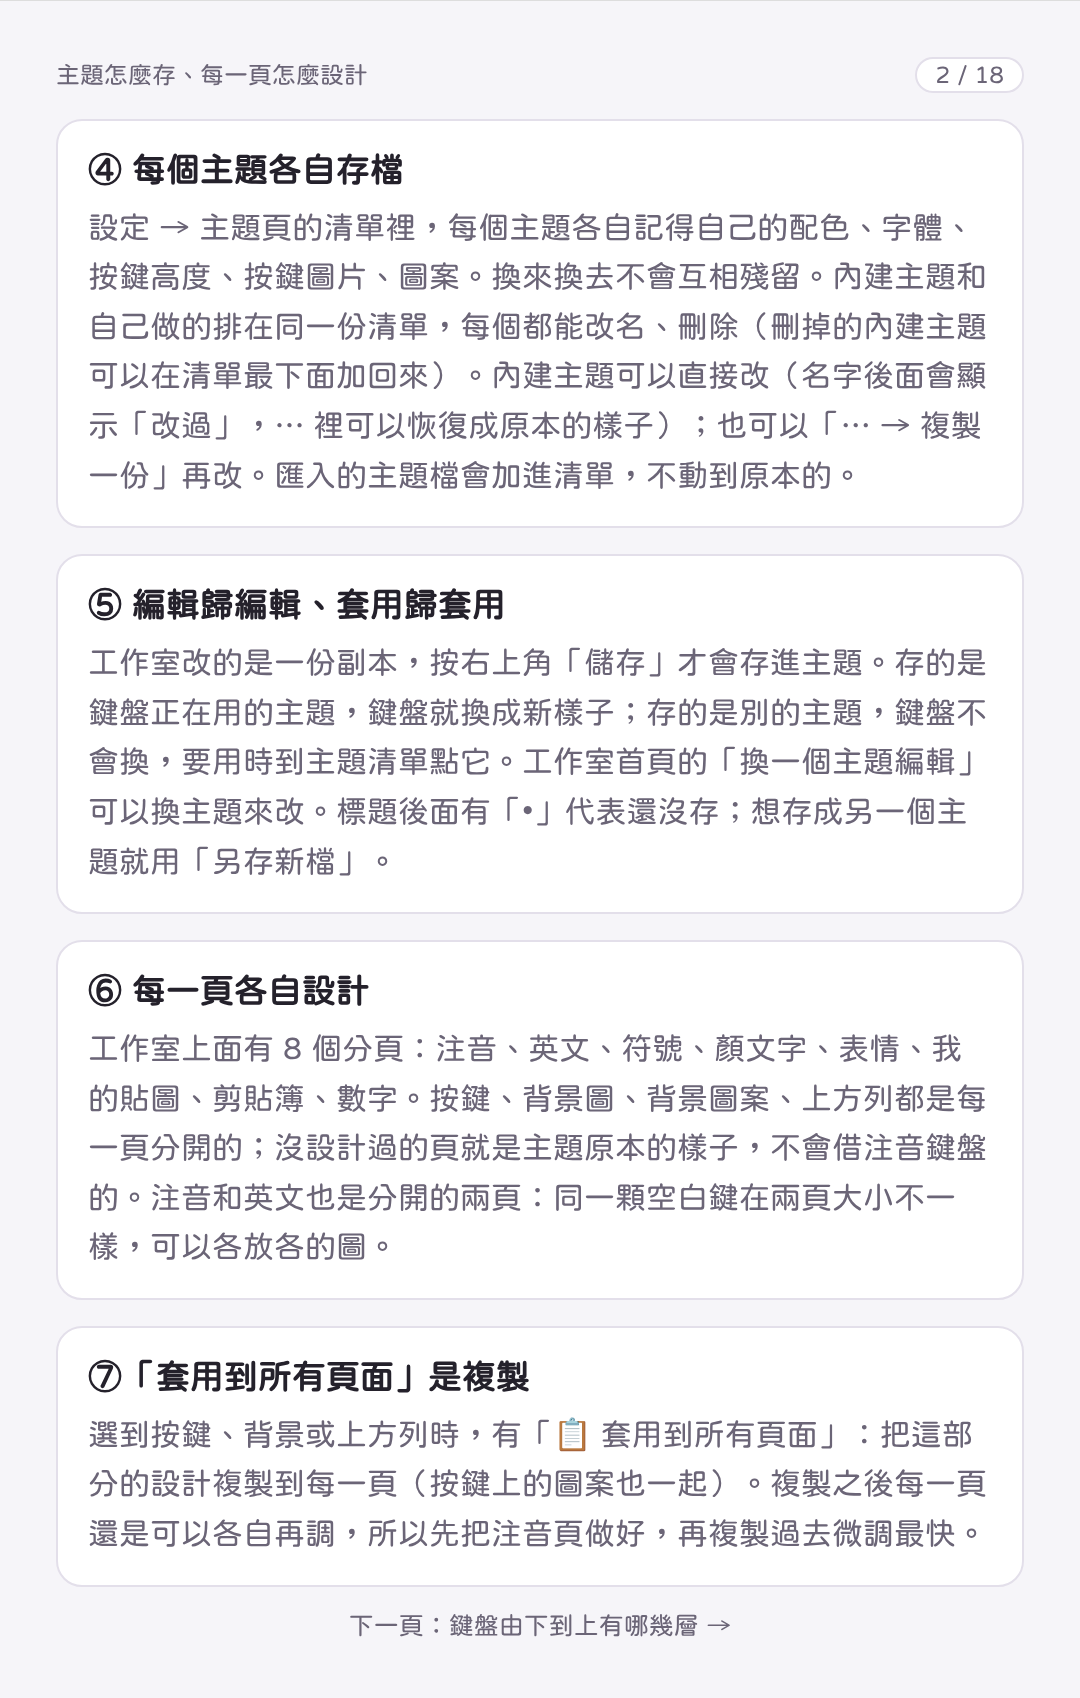 主題怎麼存、每一頁怎麼設計
2 / 18
④ 每個主題各自存檔
設定 → 主題頁的清單裡，每個主題各自記得自己的配色、字體、
按鍵高度、按鍵圖片、圖案。換來換去不會互相殘留。內建主題和
自己做的排在同一份清單，每個都能改名、刪除（刪掉的內建主題
可以在清單最下面加回來）。內建主題可以直接改（名字後面會顯
示「改過」，⋯ 裡可以恢復成原本的樣子）；也可以「⋯ → 複製
一份」再改。匯入的主題檔會加進清單，不動到原本的。
⑤ 編輯歸編輯、套用歸套用
工作室改的是一份副本，按右上角「儲存」才會存進主題。存的是
鍵盤正在用的主題，鍵盤就換成新樣子；存的是別的主題，鍵盤不
會換，要用時到主題清單點它。工作室首頁的「換一個主題編輯」
可以換主題來改。標題後面有「•」代表還沒存；想存成另一個主
題就用「另存新檔」。
⑥ 每一頁各自設計
工作室上面有 8 個分頁：注音、英文、符號、顏文字、表情、我
的貼圖、剪貼簿、數字。按鍵、背景圖、背景圖案、上方列都是每
一頁分開的；沒設計過的頁就是主題原本的樣子，不會借注音鍵盤
的。注音和英文也是分開的兩頁：同一顆空白鍵在兩頁大小不一
樣，可以各放各的圖。
⑦「套用到所有頁面」是複製
選到按鍵、背景或上方列時，有「📋 套用到所有頁面」：把這部
分的設計複製到每一頁（按鍵上的圖案也一起）。複製之後每一頁
還是可以各自再調，所以先把注音頁做好，再複製過去微調最快。
下一頁：鍵盤由下到上有哪幾層 →